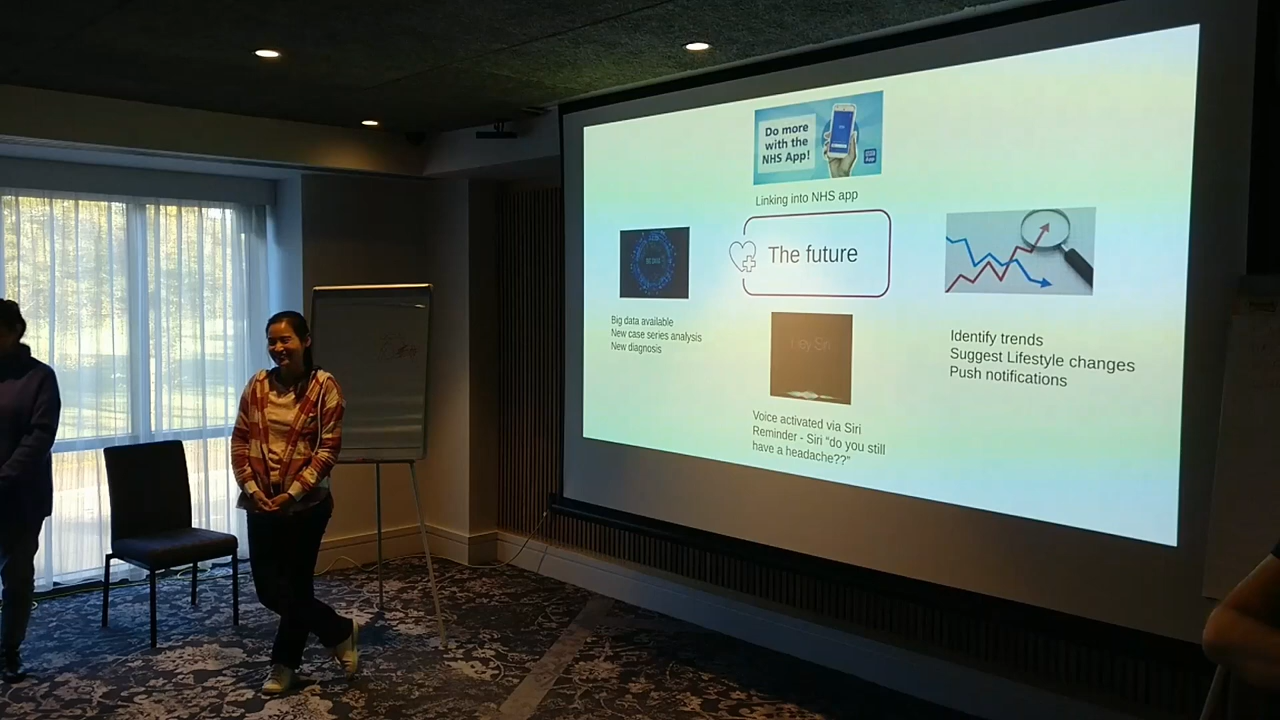 Do more
with the
NHS App!
Linking into NHS app
The future
Big data available
New case series analysis
New diagnosis
Hey Siri
Identify trends
Suggest Lifestyle changes
Push notifications
Voice activated via Siri
Reminder - Siri "do you still
have a headache??"